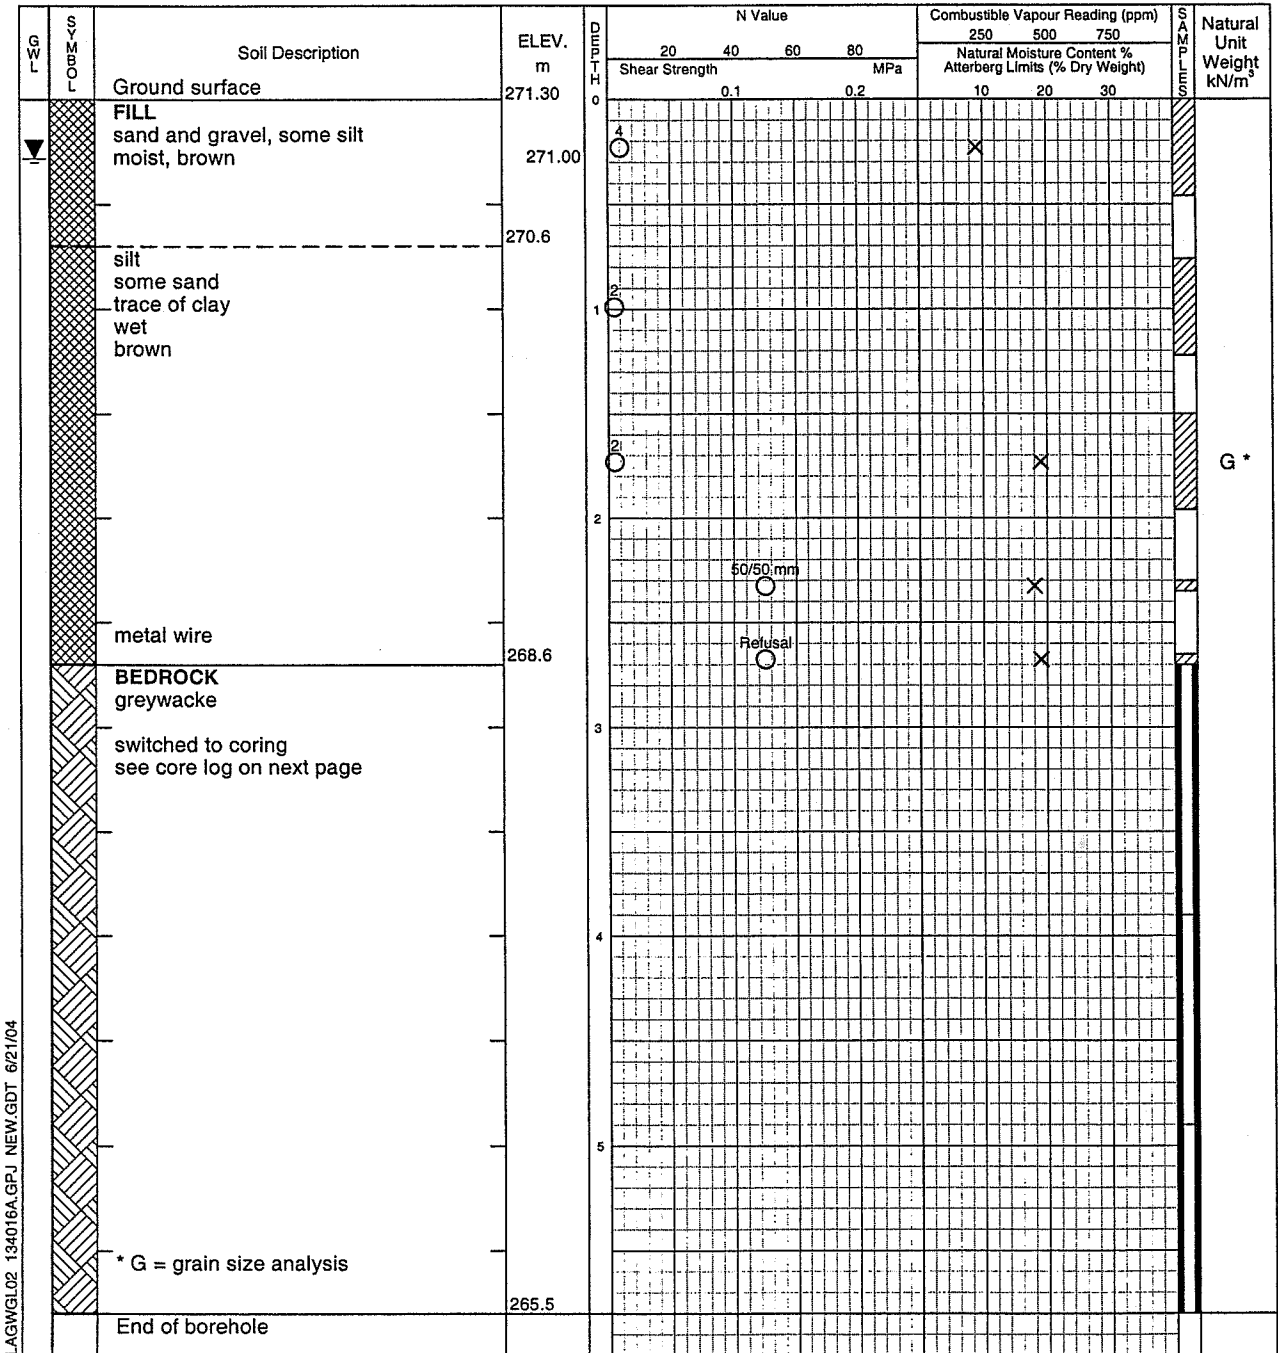 GWL
SYMBOL
Soil Description
ELEV.
m
DEPTH
N Value
20 40 60 80
Shear Strength MPa
0.1 0.2
Combustible Vapour Reading (ppm)
250 500 750
Natural Moisture Content %
Atterberg Limits (% Dry Weight)
10 20 30
SAMPLES
Natural
Unit
Weight
kN/m³
Ground surface
271.30
0
FILL
sand and gravel, some silt
moist, brown
271.00
4
270.6
silt
some sand
trace of clay
wet
brown
2
1
2
G *
2
50/50 mm
metal wire
Refusal
268.6
BEDROCK
greywacke
3
switched to coring
see core log on next page
4
5
* G = grain size analysis
265.5
End of borehole
LAGWGL02 134016A.GPJ NEW.GDT 6/21/04